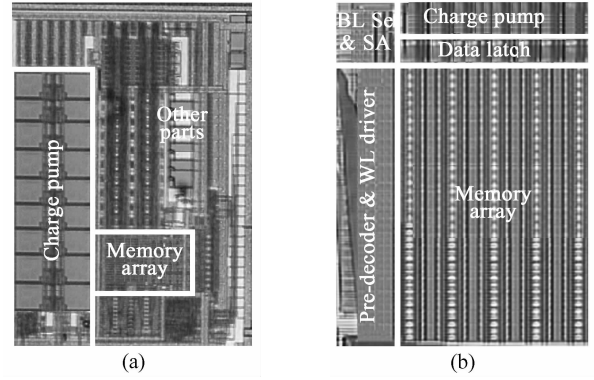 Charge pump
Other
parts
Memory
array
(a)
BL Se
& SA
Charge pump
Data latch
Pre-decoder & WL driver
Memory
array
(b)